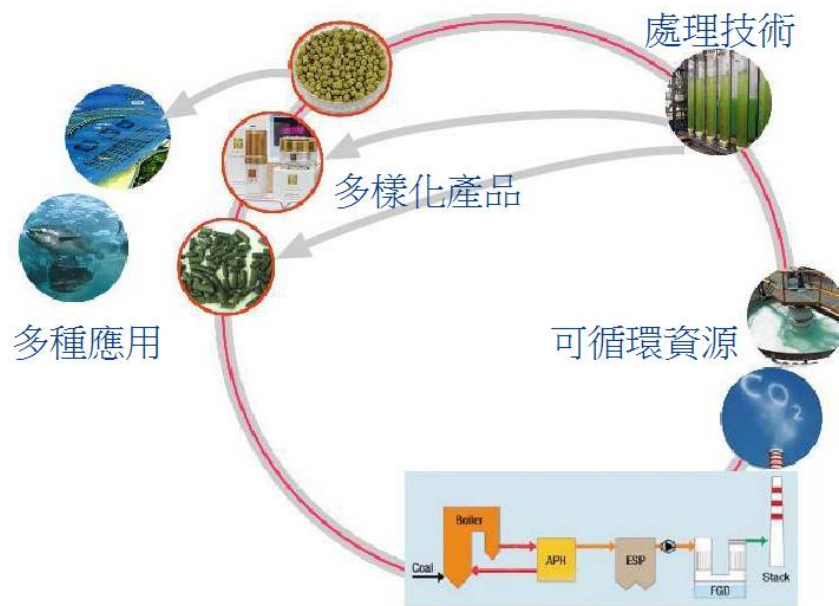 處理技術
多樣化產品
多種應用
可循環資源
CO2
Boiler
Coal
APH
ESP
FGD
Stack